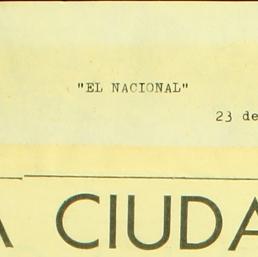 "EL NACIONAL"
23 de
A CIUDA